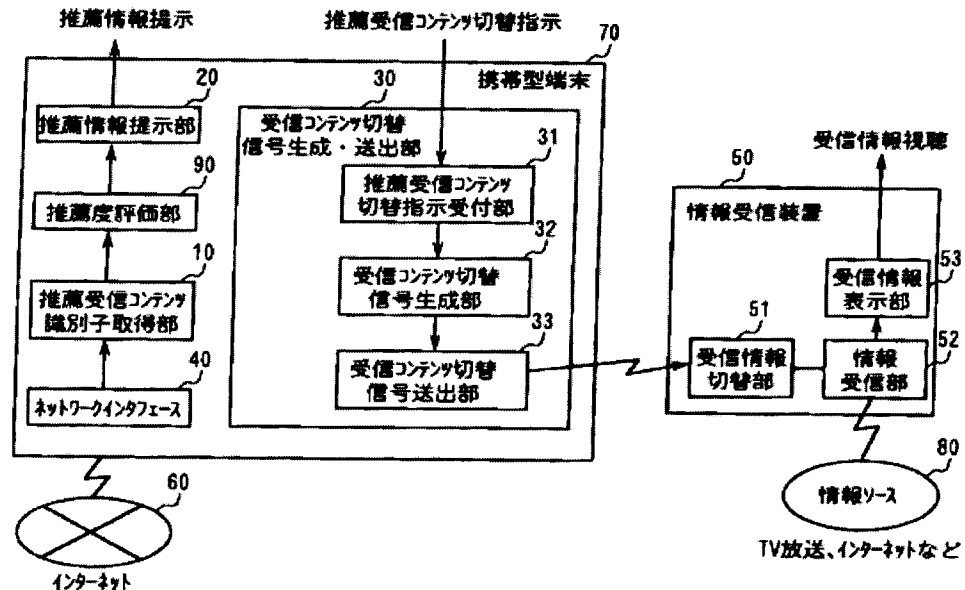 推薦情報提示
推薦受信コンテンツ切替指示
70
携帯型端末
20
推薦情報提示部
30
受信コンテンツ切替
信号生成・送出部
31
推薦受信コンテンツ
切替指示受付部
90
推薦度評価部
32
受信コンテンツ切替
信号生成部
10
推薦受信コンテンツ
識別子取得部
33
受信コンテンツ切替
信号送出部
40
ネットワークインタフェース
60
インターネット
受信情報視聴
50
情報受信装置
53
受信情報
表示部
51
受信情報
切替部
52
情報
受信部
80
情報ソース
TV放送、インターネットなど